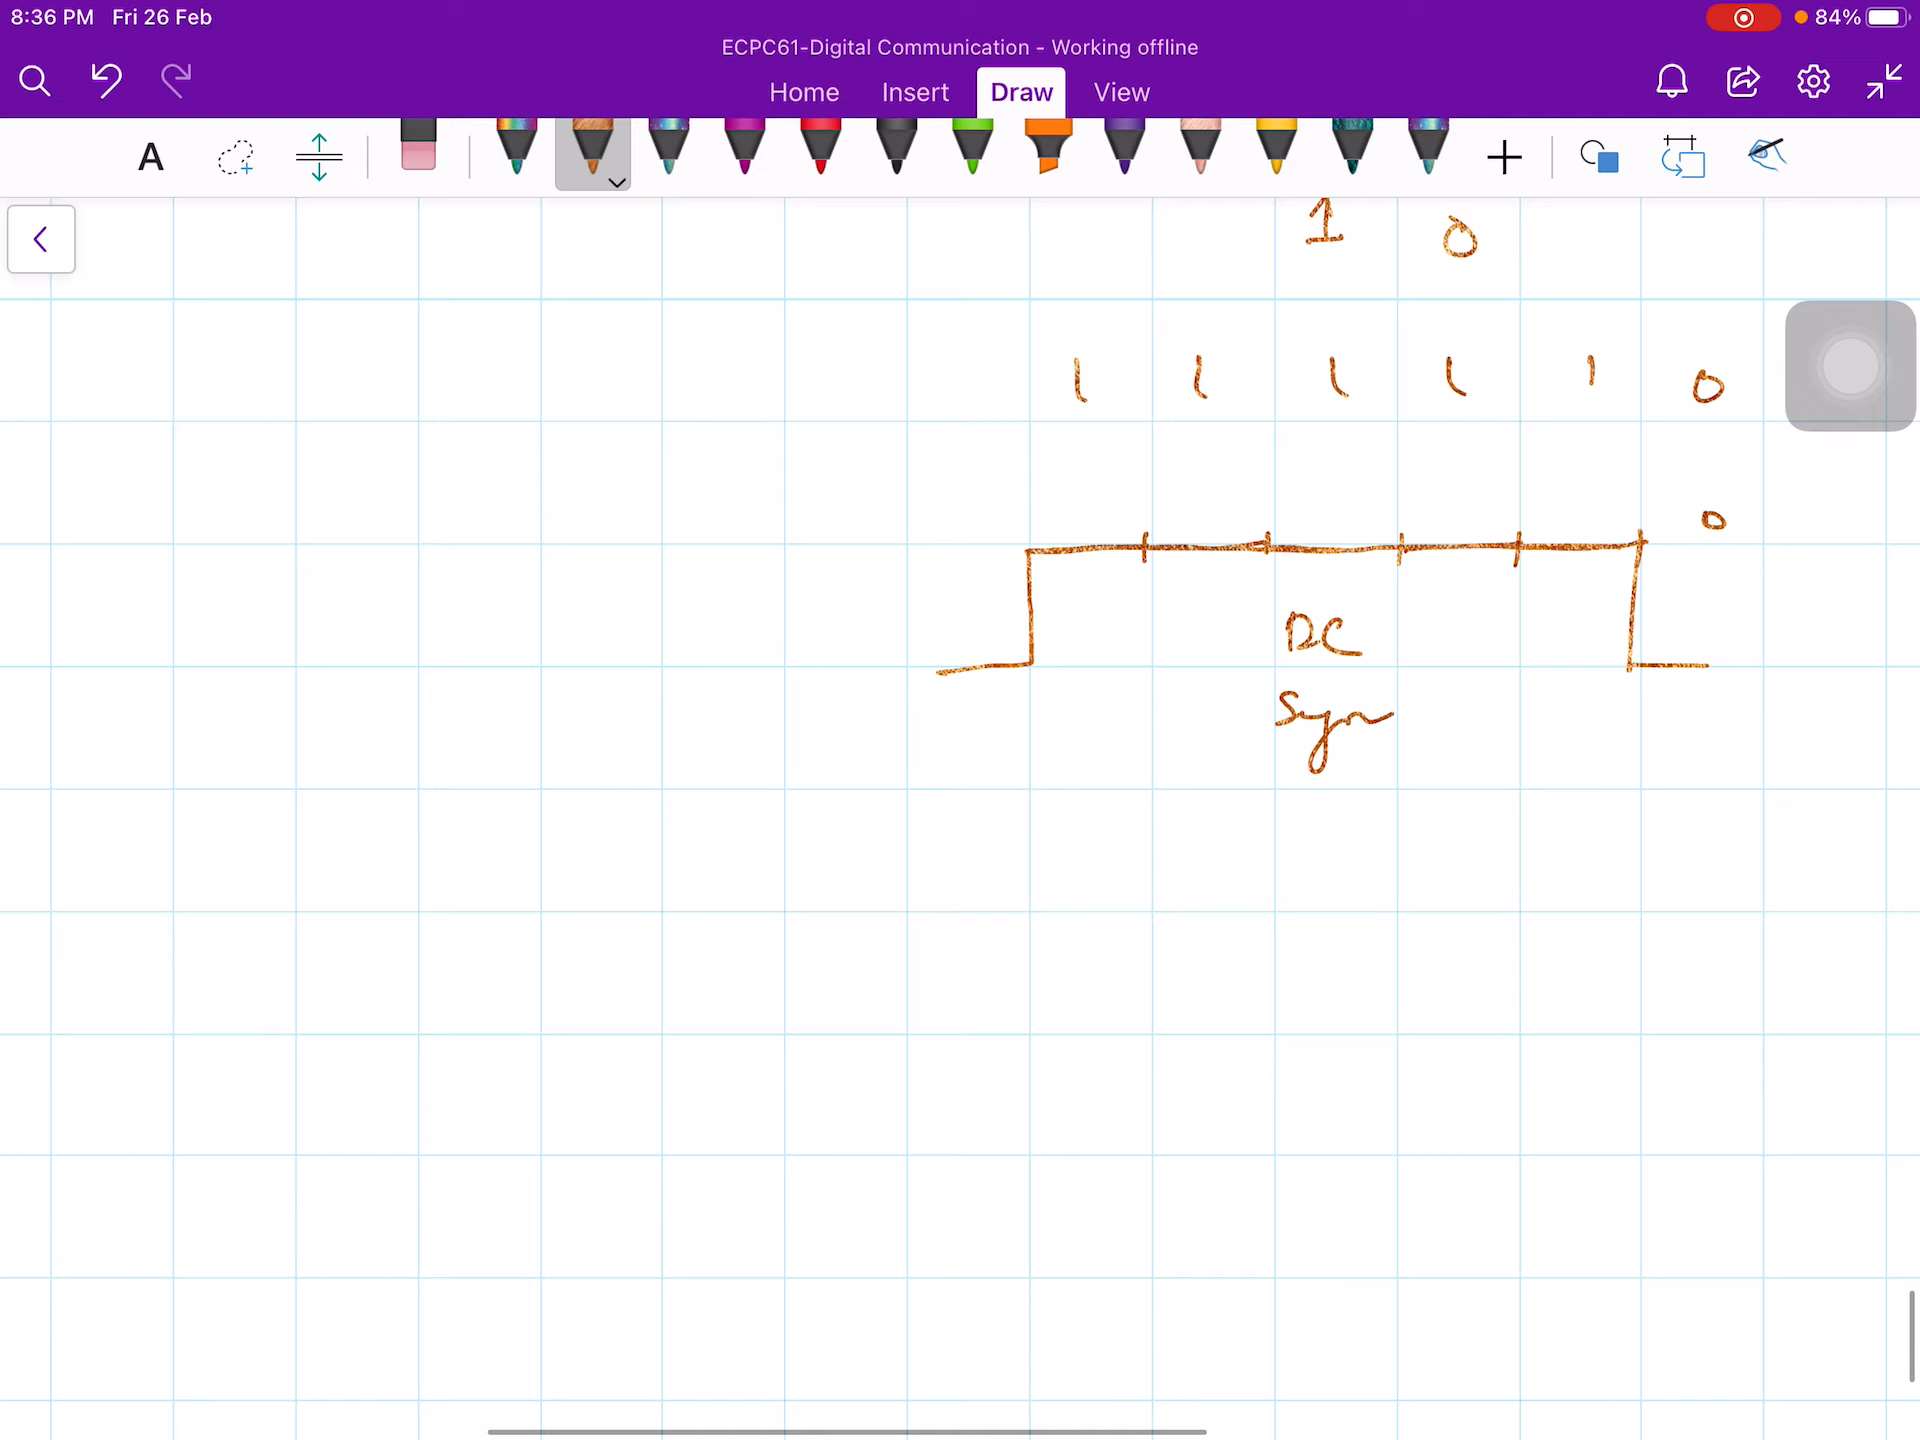 8:36 PM Fri 26 Feb 84%
ECPC61-Digital Communication - Working offline
Home Insert Draw View
A
1 0
1 1 1 1 1 0
0
DC
Syn